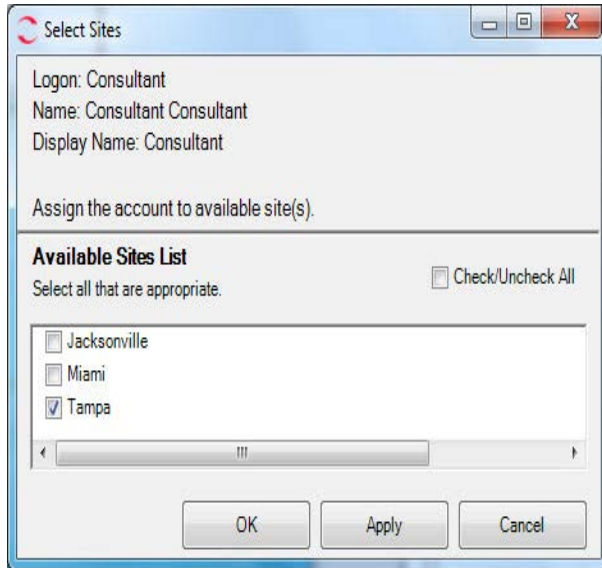 Select Sites
Logon: Consultant
Name: Consultant Consultant
Display Name: Consultant
Assign the account to available site(s).
Available Sites List
Select all that are appropriate.
Check/Uncheck All
Jacksonville
Miami
Tampa
OK
Apply
Cancel